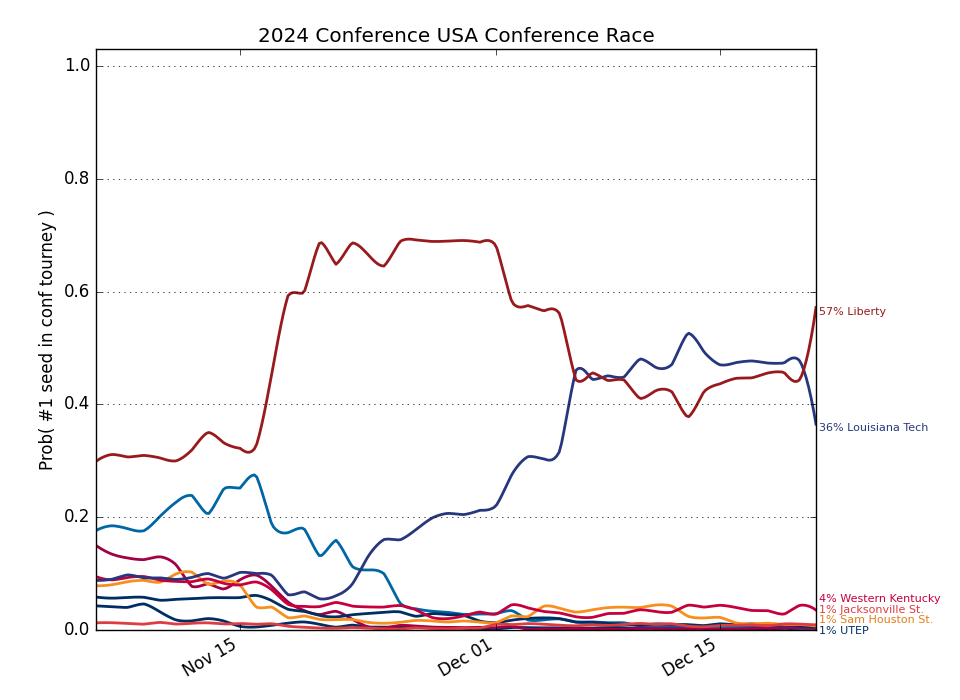 2024 Conference USA Conference Race
1.0
0.8
0.6
0.4
0.2
0.0
Prob( #1 seed in conf tourney )
57% Liberty
36% Louisiana Tech
4% Western Kentucky
1% Jacksonville St.
1% Sam Houston St.
1% UTEP
Nov 15
Dec 01
Dec 15